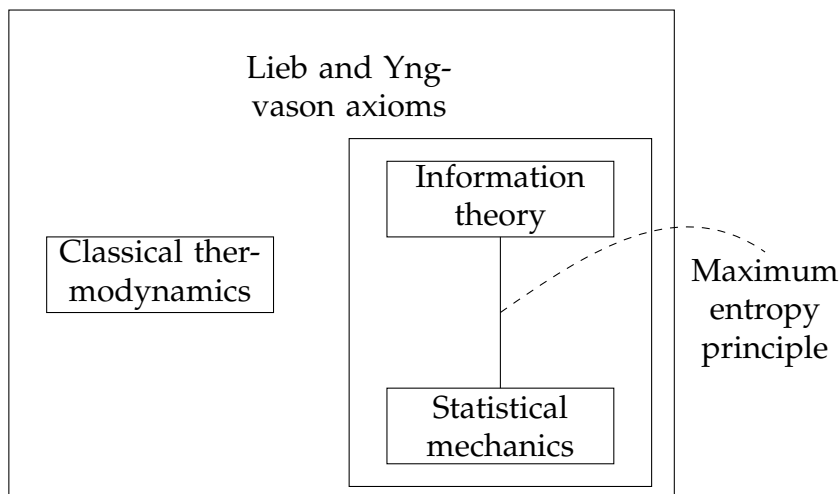 Lieb and Yng-
vason axioms
Information
theory
Classical ther-
modynamics
Maximum
entropy
principle
Statistical
mechanics